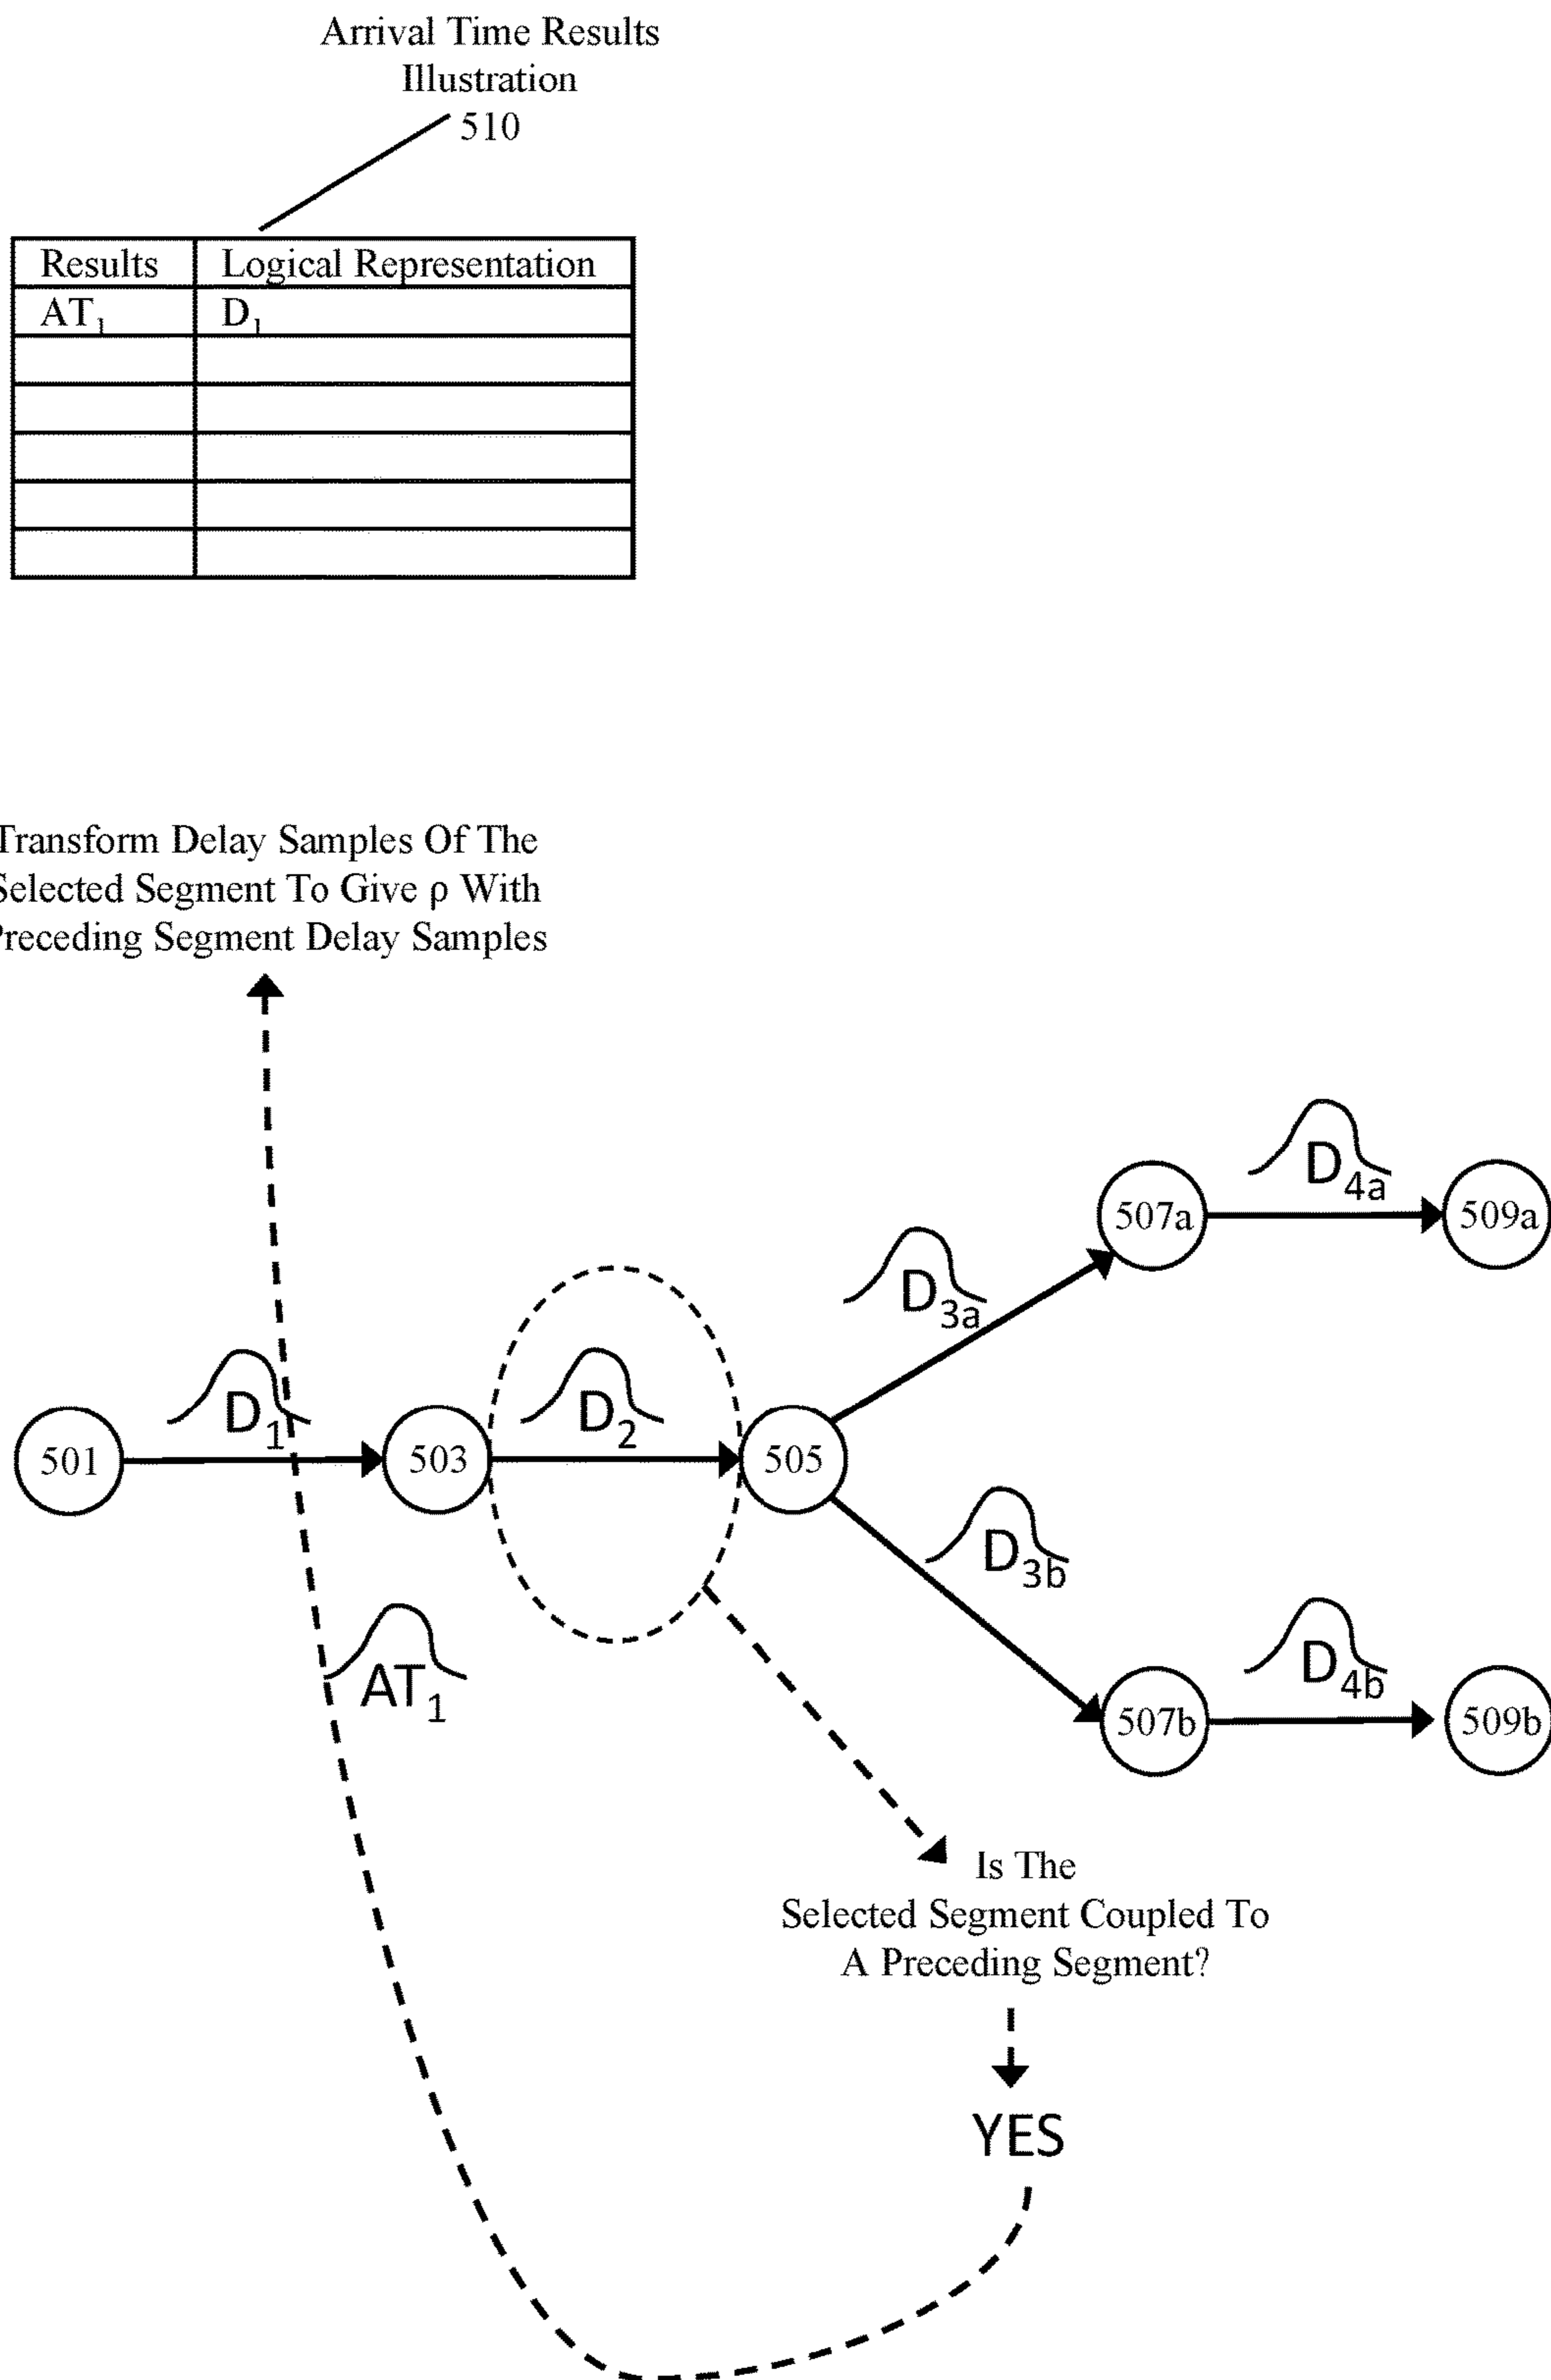 Arrival Time Results
Illustration
510
Results Logical Representation
AT₁ D₁
Transform Delay Samples Of The
Selected Segment To Give ρ With
Preceding Segment Delay Samples
D₄ₐ
507a 509a
D₃ₐ
D₁ D₂
501 503 505
D₃b
AT₁
D₄b
507b 509b
Is The
Selected Segment Coupled To
A Preceding Segment?
YES